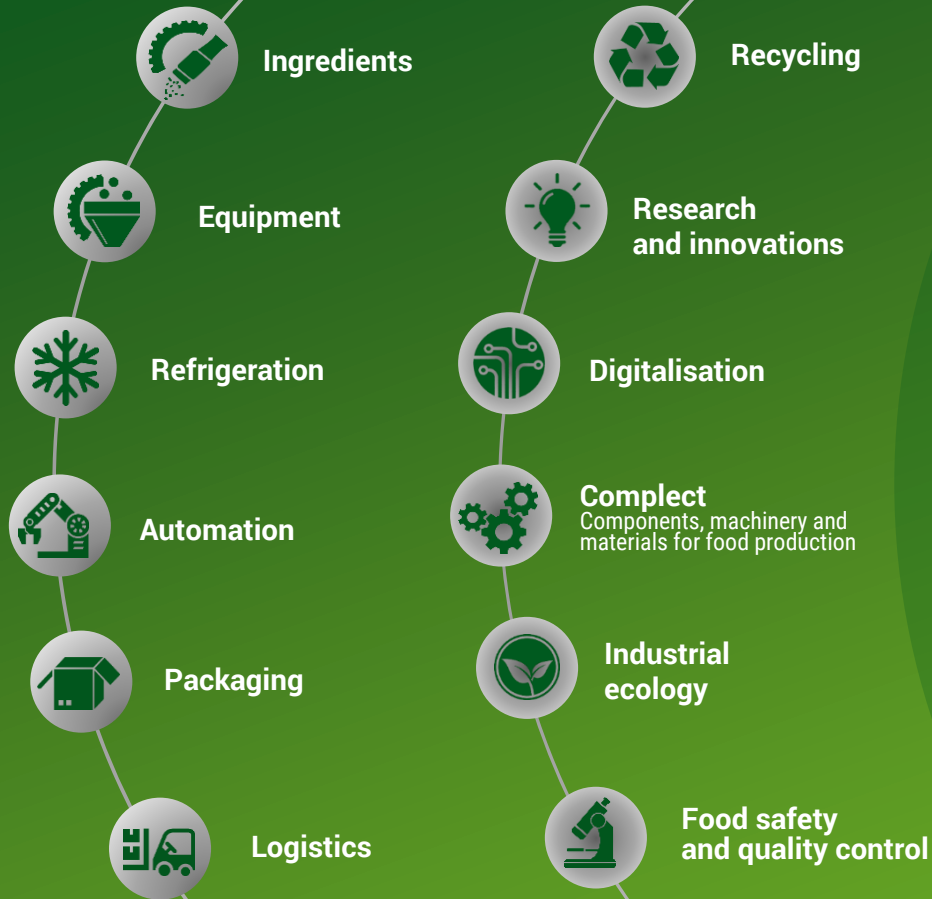 Ingredients
Equipment
Refrigeration
Automation
Packaging
Logistics
Recycling
Research
and innovations
Digitalisation
Complect
Components, machinery and
materials for food production
Industrial
ecology
Food safety
and quality control